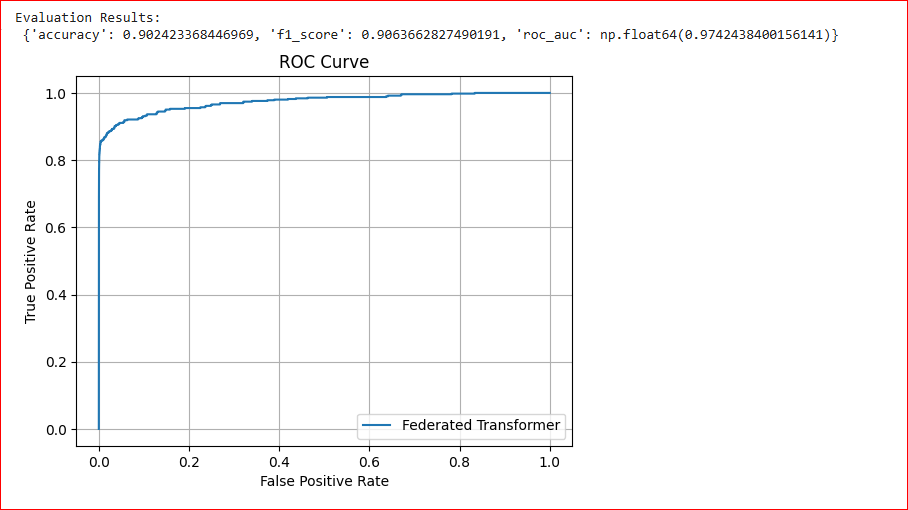 Evaluation Results:
{'accuracy': 0.902423368446969, 'f1_score': 0.9063662827490191, 'roc_auc': np.float64(0.9742438400156141)}
ROC Curve
1.0
0.8
0.6
0.4
0.2
0.0
True Positive Rate
Federated Transformer
0.0 0.2 0.4 0.6 0.8 1.0
False Positive Rate